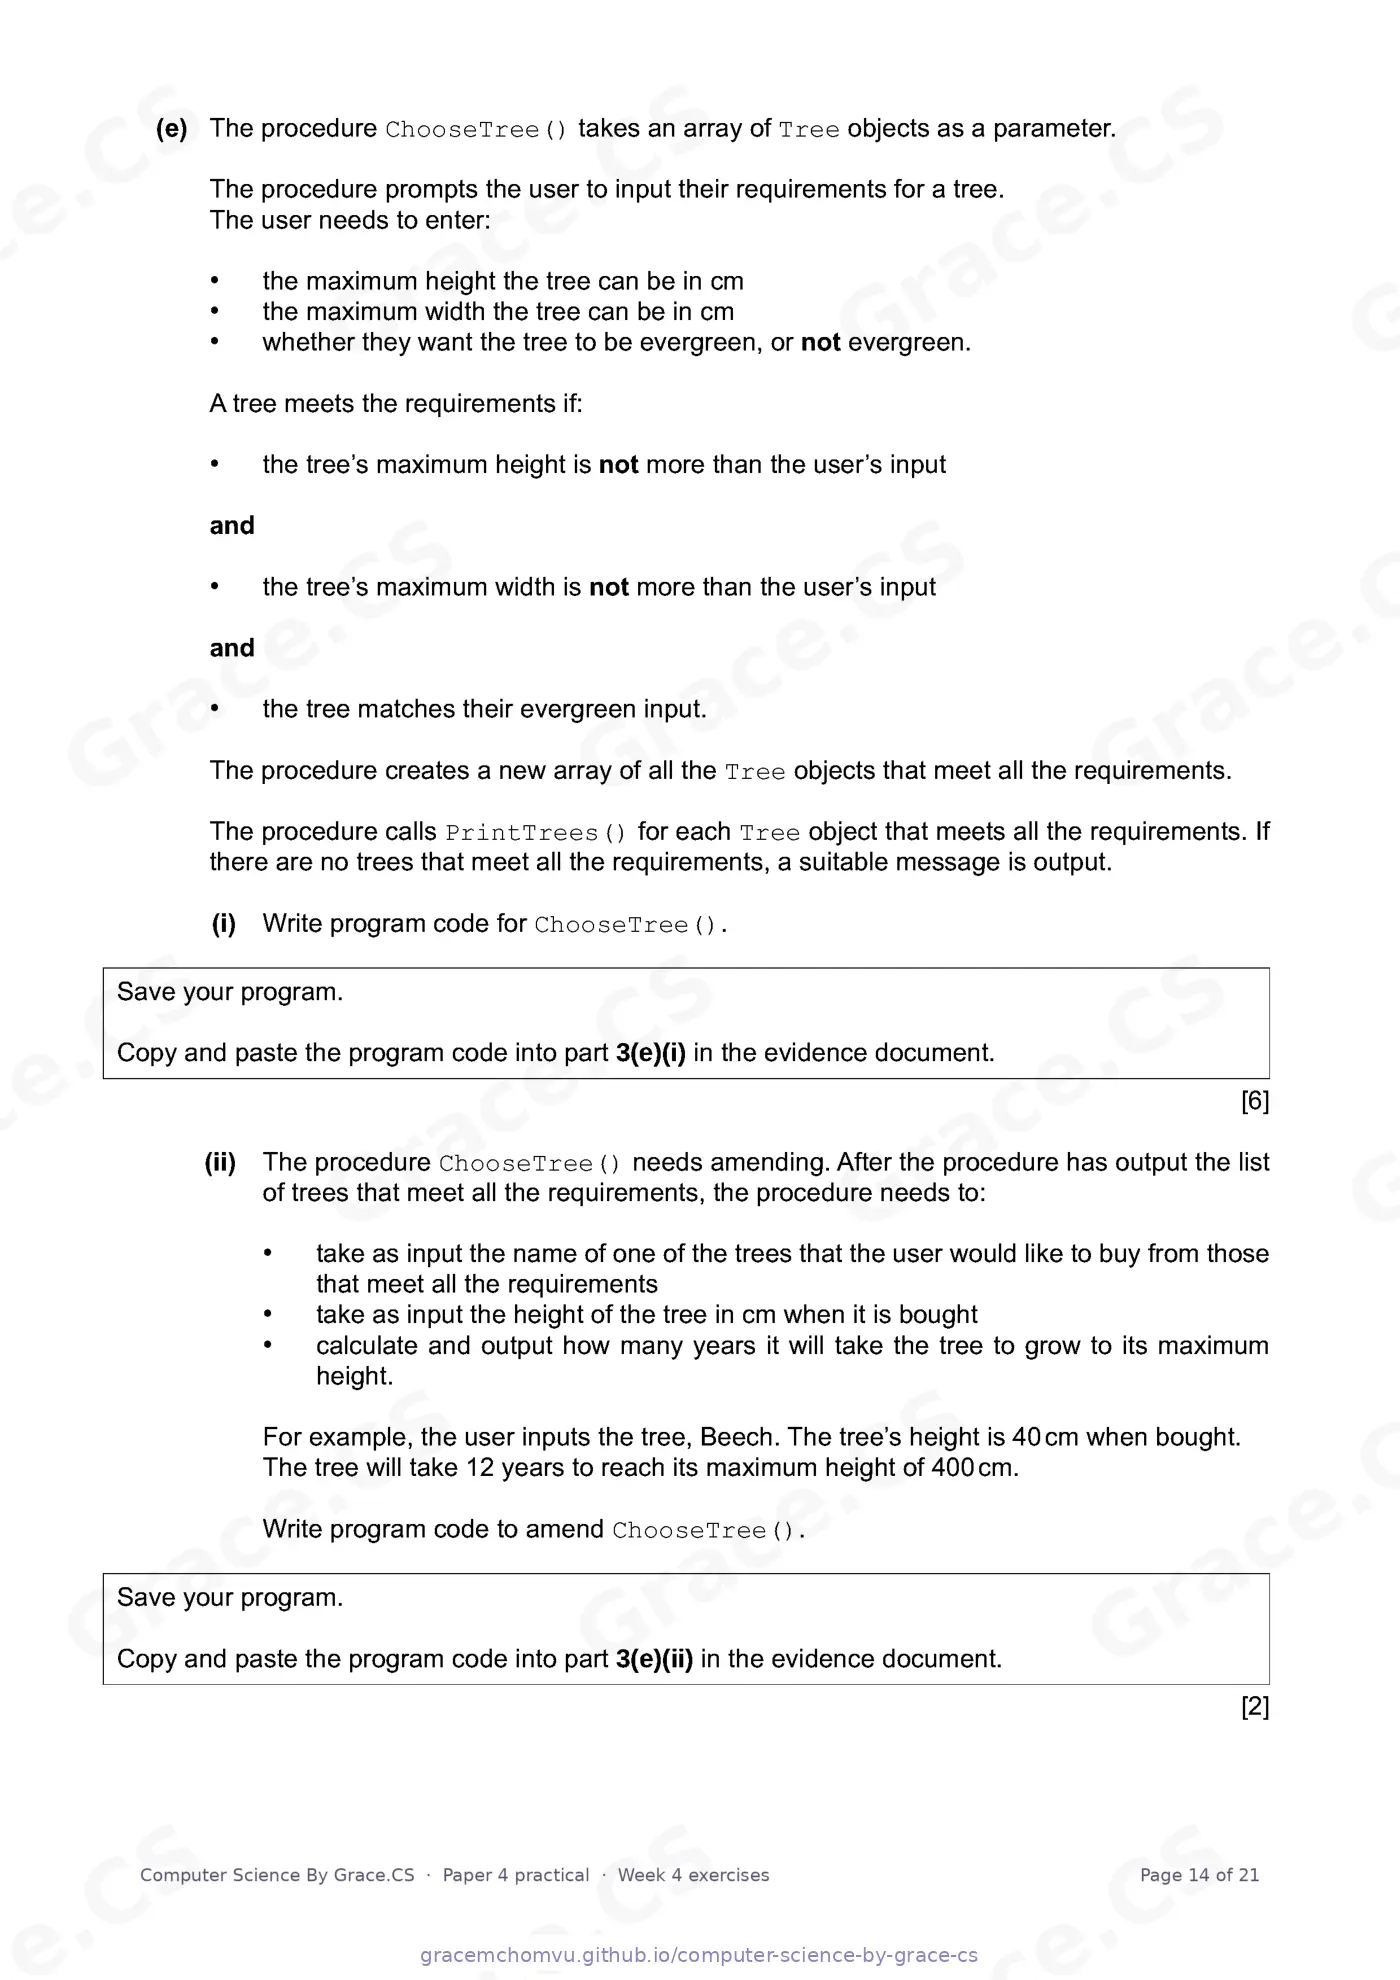 (e) The procedure ChooseTree() takes an array of Tree objects as a parameter.
The procedure prompts the user to input their requirements for a tree.
The user needs to enter:
• the maximum height the tree can be in cm
• the maximum width the tree can be in cm
• whether they want the tree to be evergreen, or not evergreen.
A tree meets the requirements if:
• the tree’s maximum height is not more than the user’s input
and
• the tree’s maximum width is not more than the user’s input
and
• the tree matches their evergreen input.
The procedure creates a new array of all the Tree objects that meet all the requirements.
The procedure calls PrintTrees() for each Tree object that meets all the requirements. If
there are no trees that meet all the requirements, a suitable message is output.
(i) Write program code for ChooseTree().
Save your program.
Copy and paste the program code into part 3(e)(i) in the evidence document.
[6]
(ii) The procedure ChooseTree() needs amending. After the procedure has output the list
of trees that meet all the requirements, the procedure needs to:
• take as input the name of one of the trees that the user would like to buy from those
that meet all the requirements
• take as input the height of the tree in cm when it is bought
• calculate and output how many years it will take the tree to grow to its maximum
height.
For example, the user inputs the tree, Beech. The tree’s height is 40 cm when bought.
The tree will take 12 years to reach its maximum height of 400 cm.
Write program code to amend ChooseTree().
Save your program.
Copy and paste the program code into part 3(e)(ii) in the evidence document.
[2]
Computer Science By Grace.CS · Paper 4 practical · Week 4 exercises Page 14 of 21
gracemchomvu.github.io/computer-science-by-grace-cs